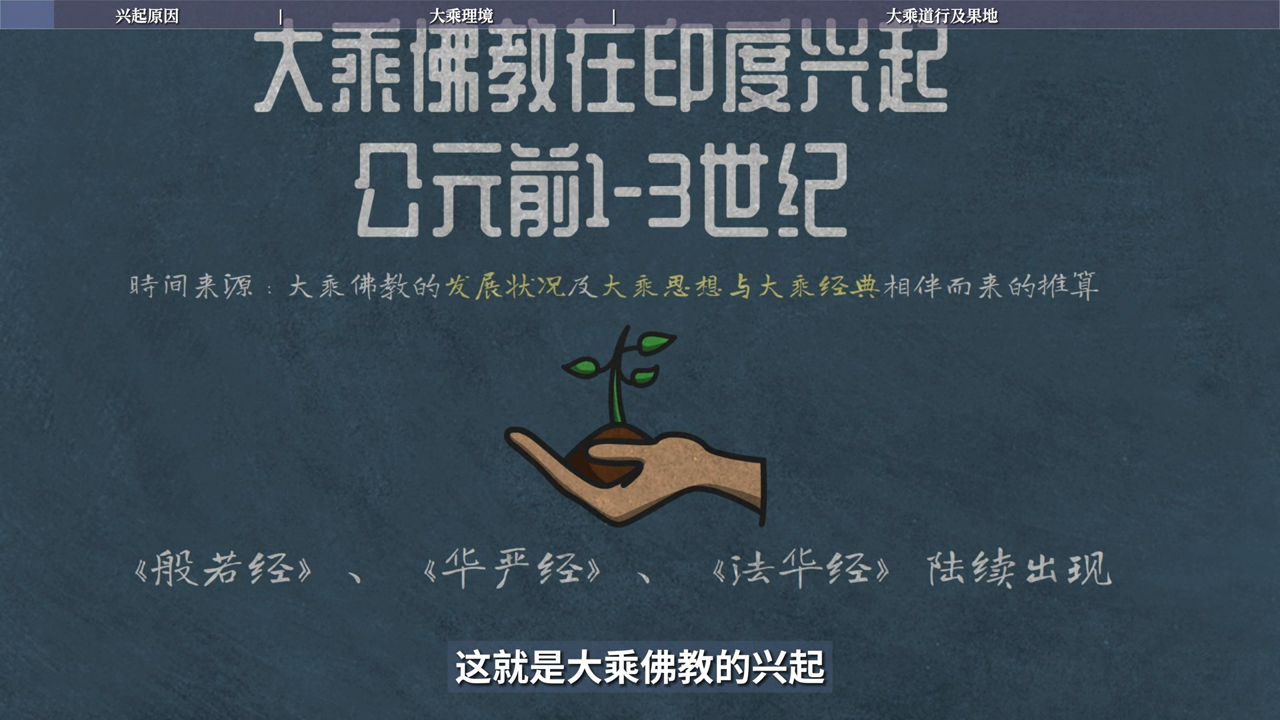 兴起原因 | 大乘理境 | 大乘道行及果地
大乘佛教在印度兴起
公元前1-3世纪
時间来源：大乘佛教的发展状况及大乘思想与大乘经典相伴而来的推算
《般若经》、《华严经》、《法华经》陆续出现
这就是大乘佛教的兴起